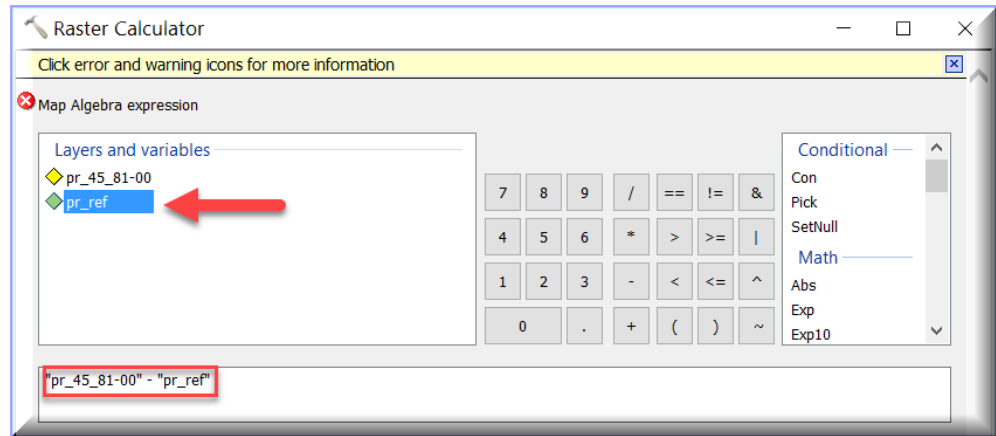 Raster Calculator
Click error and warning icons for more information
Map Algebra expression
Layers and variables
pr_45_81-00
pr_ref
7 8 9 / == != &
4 5 6 * > >= |
1 2 3 - < <= ^
0 . + ( ) ~
Conditional
Con
Pick
SetNull
Math
Abs
Exp
Exp10
"pr_45_81-00" - "pr_ref"